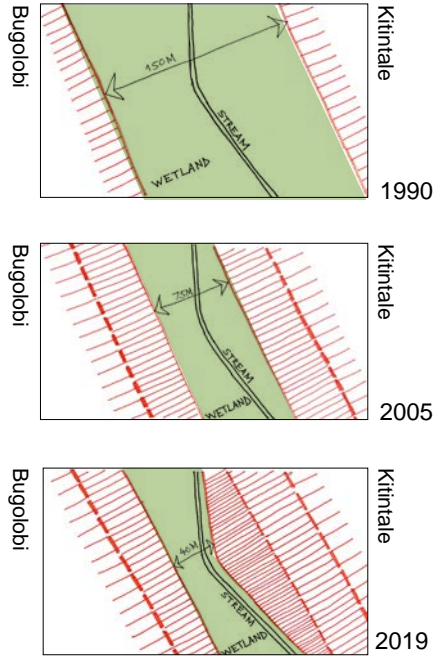 Bugolobi
150M
STREAM
WETLAND
Kitintale
1990
Bugolobi
75M
STREAM
WETLAND
Kitintale
2005
Bugolobi
40M
STREAM
WETLAND
Kitintale
2019